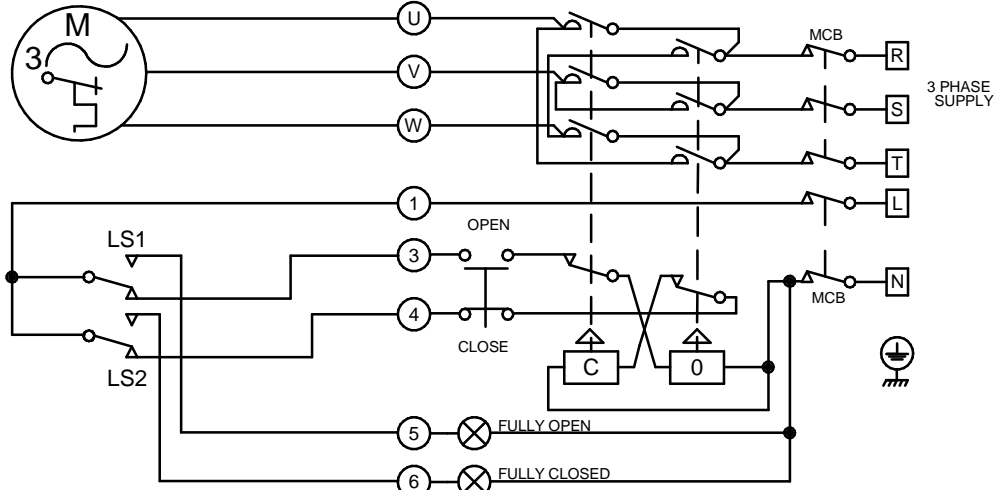 M
3
U
V
W
MCB
R
S
T
L
N
3 PHASE
SUPPLY
1
OPEN
LS1
3
4
CLOSE
MCB
LS2
C
0
5
FULLY OPEN
6
FULLY CLOSED